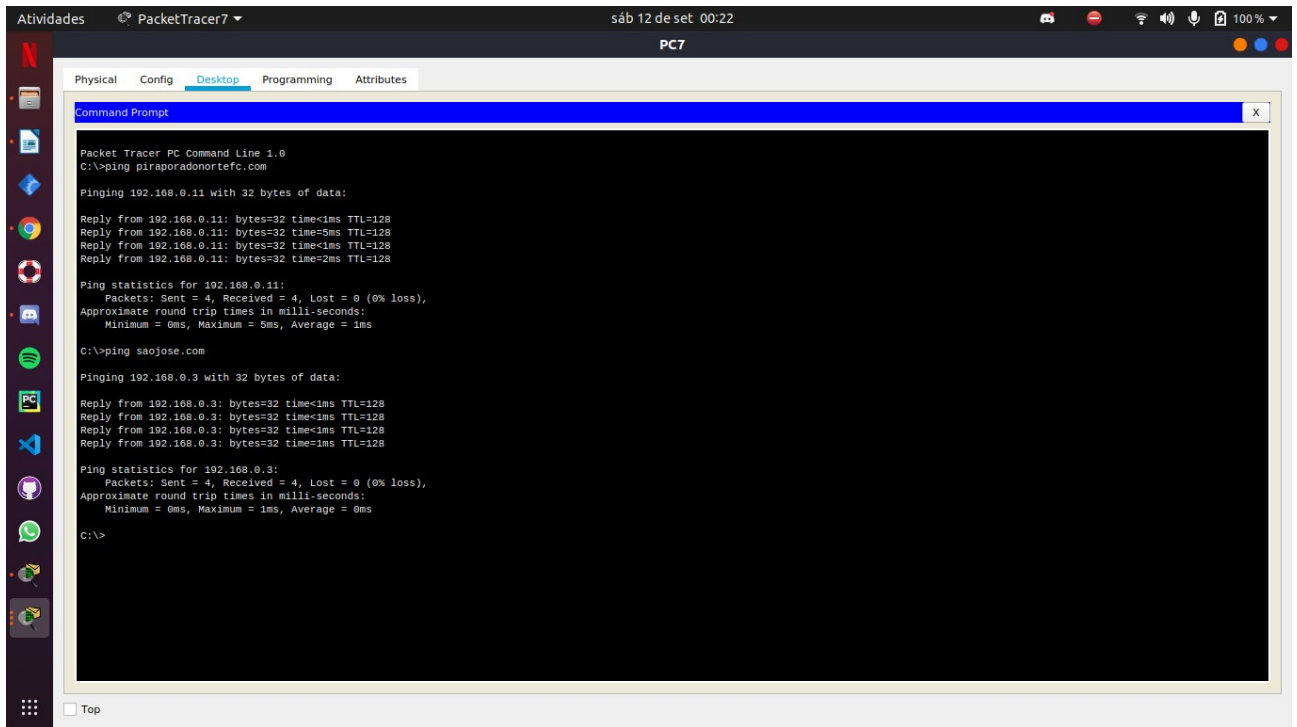 Atividades PacketTracer7 sáb 12 de set 00:22 100 %
PC7
Physical Config Desktop Programming Attributes
Command Prompt X
Packet Tracer PC Command Line 1.0
C:\>ping piraporadonortefc.com
Pinging 192.168.0.11 with 32 bytes of data:
Reply from 192.168.0.11: bytes=32 time<1ms TTL=128
Reply from 192.168.0.11: bytes=32 time=5ms TTL=128
Reply from 192.168.0.11: bytes=32 time<1ms TTL=128
Reply from 192.168.0.11: bytes=32 time=2ms TTL=128
Ping statistics for 192.168.0.11:
Packets: Sent = 4, Received = 4, Lost = 0 (0% loss),
Approximate round trip times in milli-seconds:
Minimum = 0ms, Maximum = 5ms, Average = 1ms
C:\>ping saojose.com
Pinging 192.168.0.3 with 32 bytes of data:
Reply from 192.168.0.3: bytes=32 time<1ms TTL=128
Reply from 192.168.0.3: bytes=32 time<1ms TTL=128
Reply from 192.168.0.3: bytes=32 time<1ms TTL=128
Reply from 192.168.0.3: bytes=32 time=1ms TTL=128
Ping statistics for 192.168.0.3:
Packets: Sent = 4, Received = 4, Lost = 0 (0% loss),
Approximate round trip times in milli-seconds:
Minimum = 0ms, Maximum = 1ms, Average = 0ms
C:\>
Top